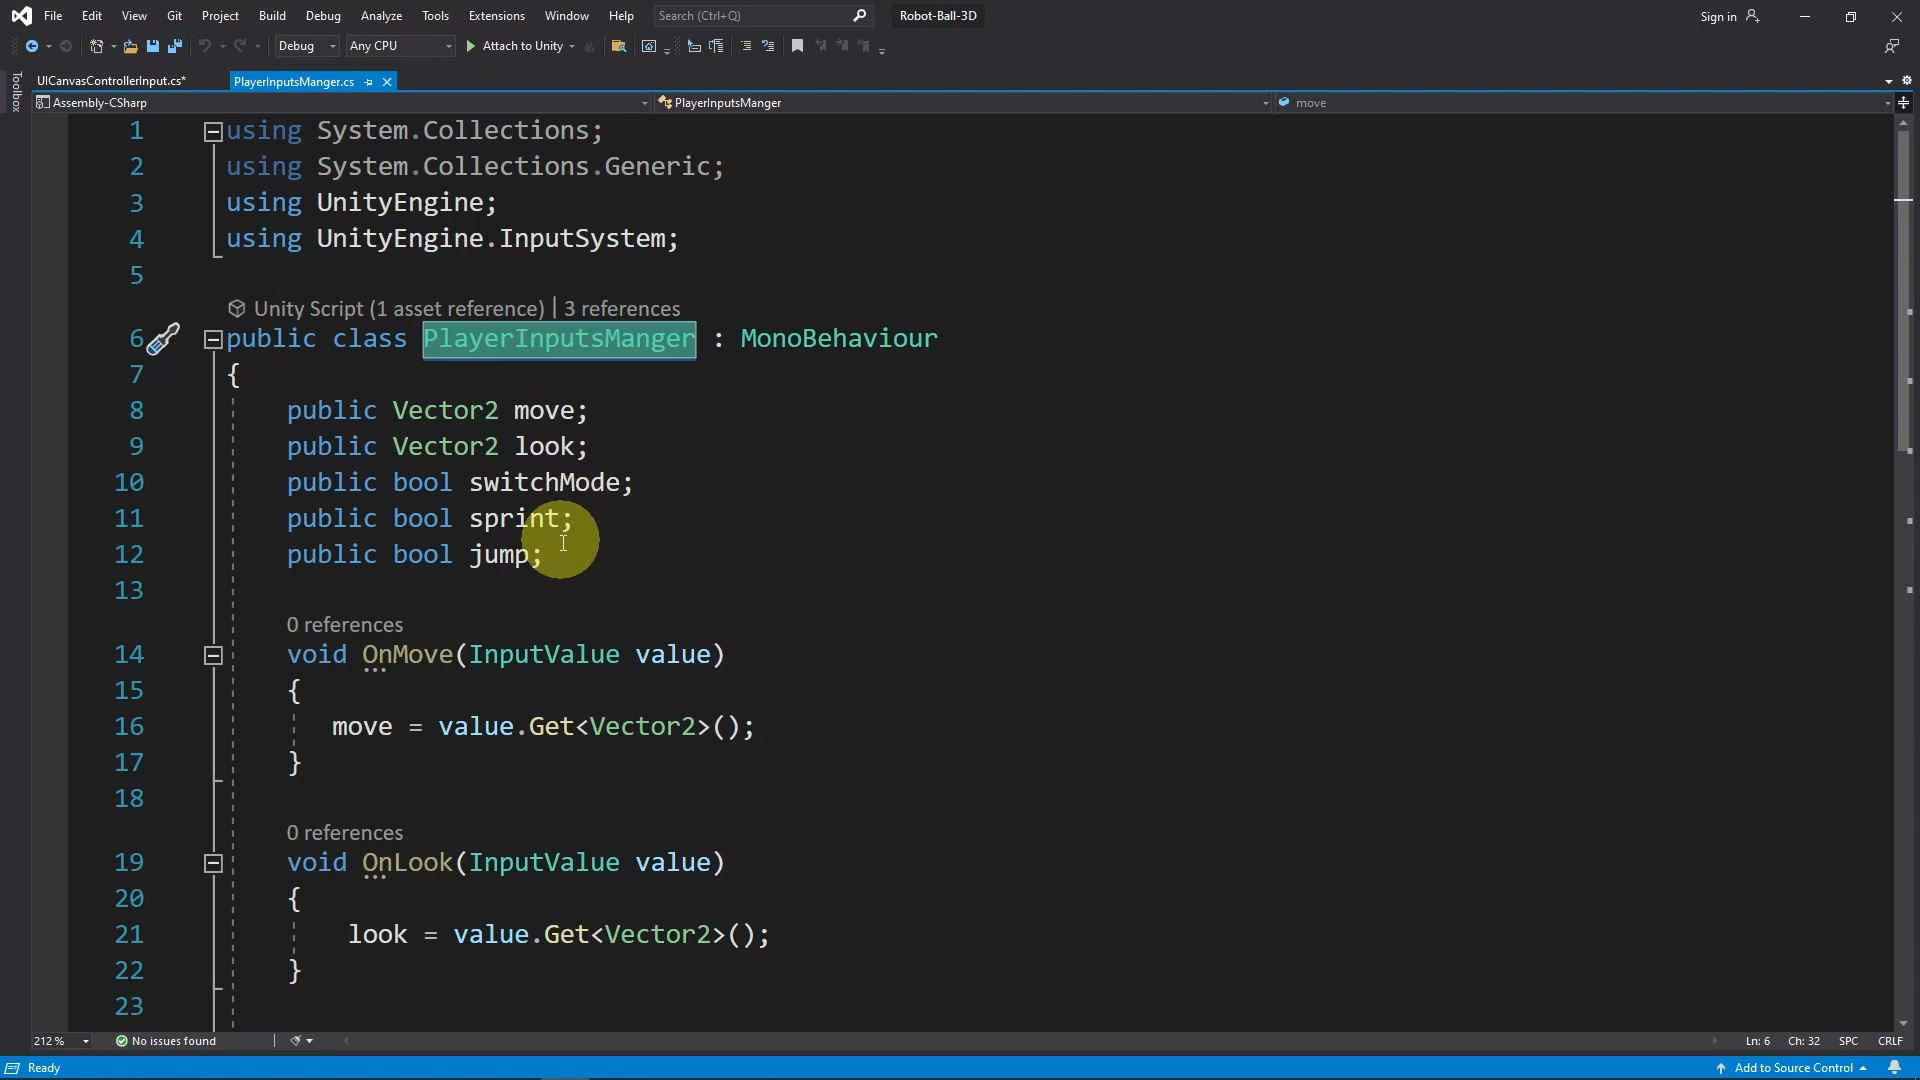 File Edit View Git Project Build Debug Analyze Tools Extensions Window Help Search (Ctrl+Q) Robot-Ball-3D Sign in
Debug Any CPU Attach to Unity
Toolbox
UICanvasControllerInput.cs* PlayerInputsManger.cs
Assembly-CSharp PlayerInputsManger move
1 using System.Collections;
2 using System.Collections.Generic;
3 using UnityEngine;
4 using UnityEngine.InputSystem;
5
Unity Script (1 asset reference) | 3 references
6 public class PlayerInputsManger : MonoBehaviour
7 {
8 public Vector2 move;
9 public Vector2 look;
10 public bool switchMode;
11 public bool sprint;
12 public bool jump;
13
0 references
14 void OnMove(InputValue value)
15 {
16 move = value.Get<Vector2>();
17 }
18
0 references
19 void OnLook(InputValue value)
20 {
21 look = value.Get<Vector2>();
22 }
23
212 % No issues found Ln: 6 Ch: 32 SPC CRLF
Ready Add to Source Control